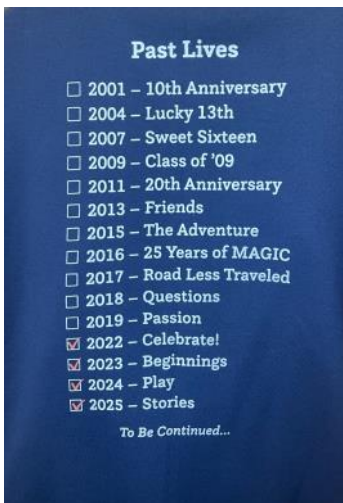 Past Lives
☐ 2001 – 10th Anniversary
☐ 2004 – Lucky 13th
☐ 2007 – Sweet Sixteen
☐ 2009 – Class of '09
☐ 2011 – 20th Anniversary
☐ 2013 – Friends
☐ 2015 – The Adventure
☐ 2016 – 25 Years of MAGIC
☐ 2017 – Road Less Traveled
☐ 2018 – Questions
☐ 2019 – Passion
☑ 2022 – Celebrate!
☑ 2023 – Beginnings
☑ 2024 – Play
☑ 2025 – Stories
To Be Continued...